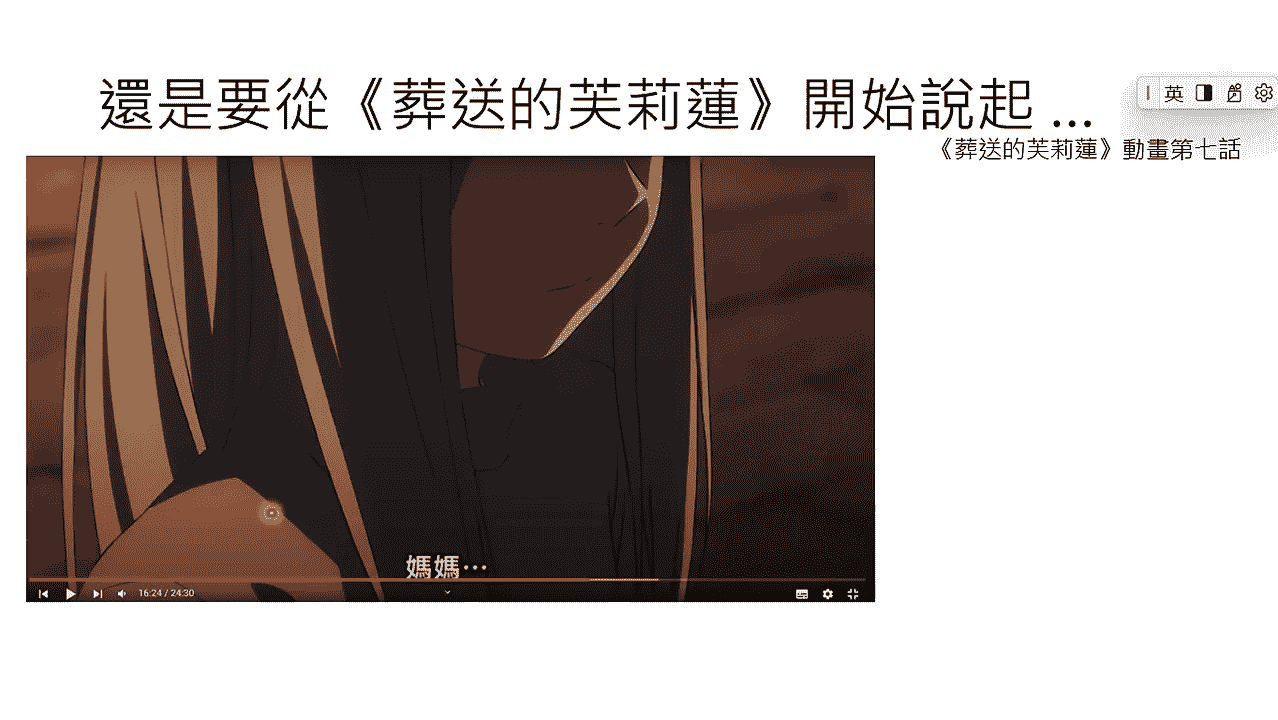 還是要從《葬送的芙莉蓮》開始說起 ...
英
《葬送的芙莉蓮》動畫第七話
媽媽…
16:24 / 24:30